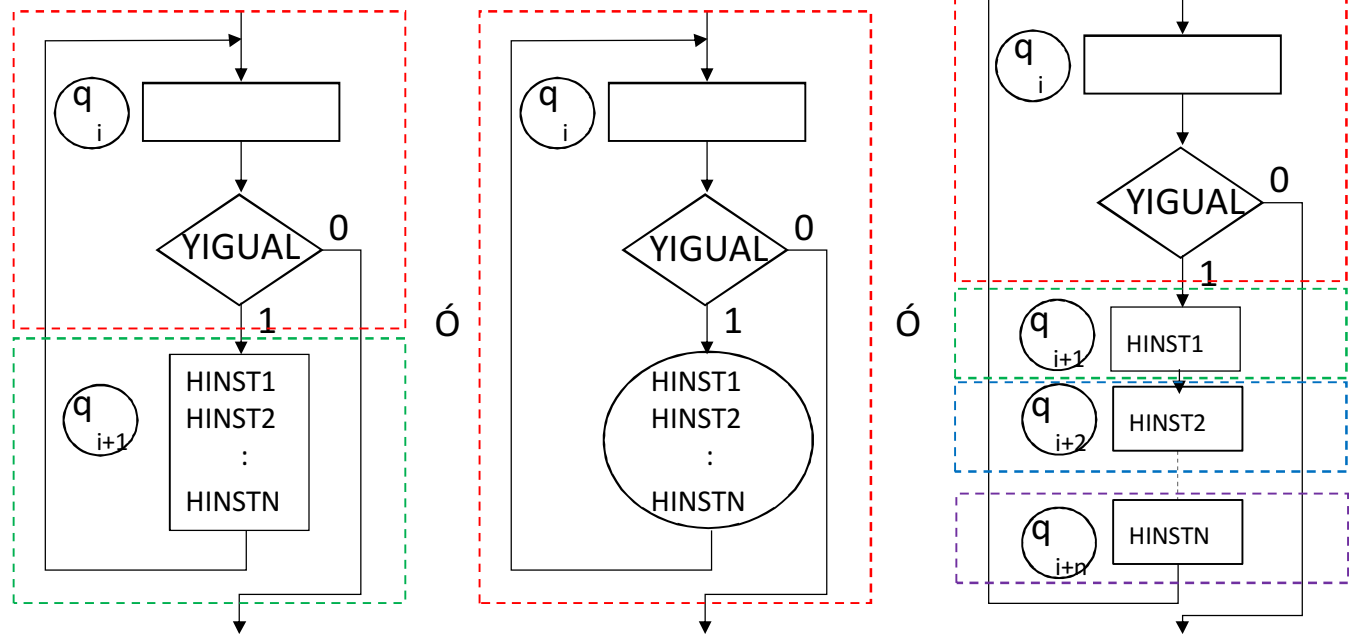 q
i
YIGUAL
0
1
q
i+1
HINST1
HINST2
:
HINSTN
Ó
q
i
YIGUAL
0
1
HINST1
HINST2
:
HINSTN
Ó
q
i
YIGUAL
0
1
q
i+1
HINST1
q
i+2
HINST2
q
i+n
HINSTN